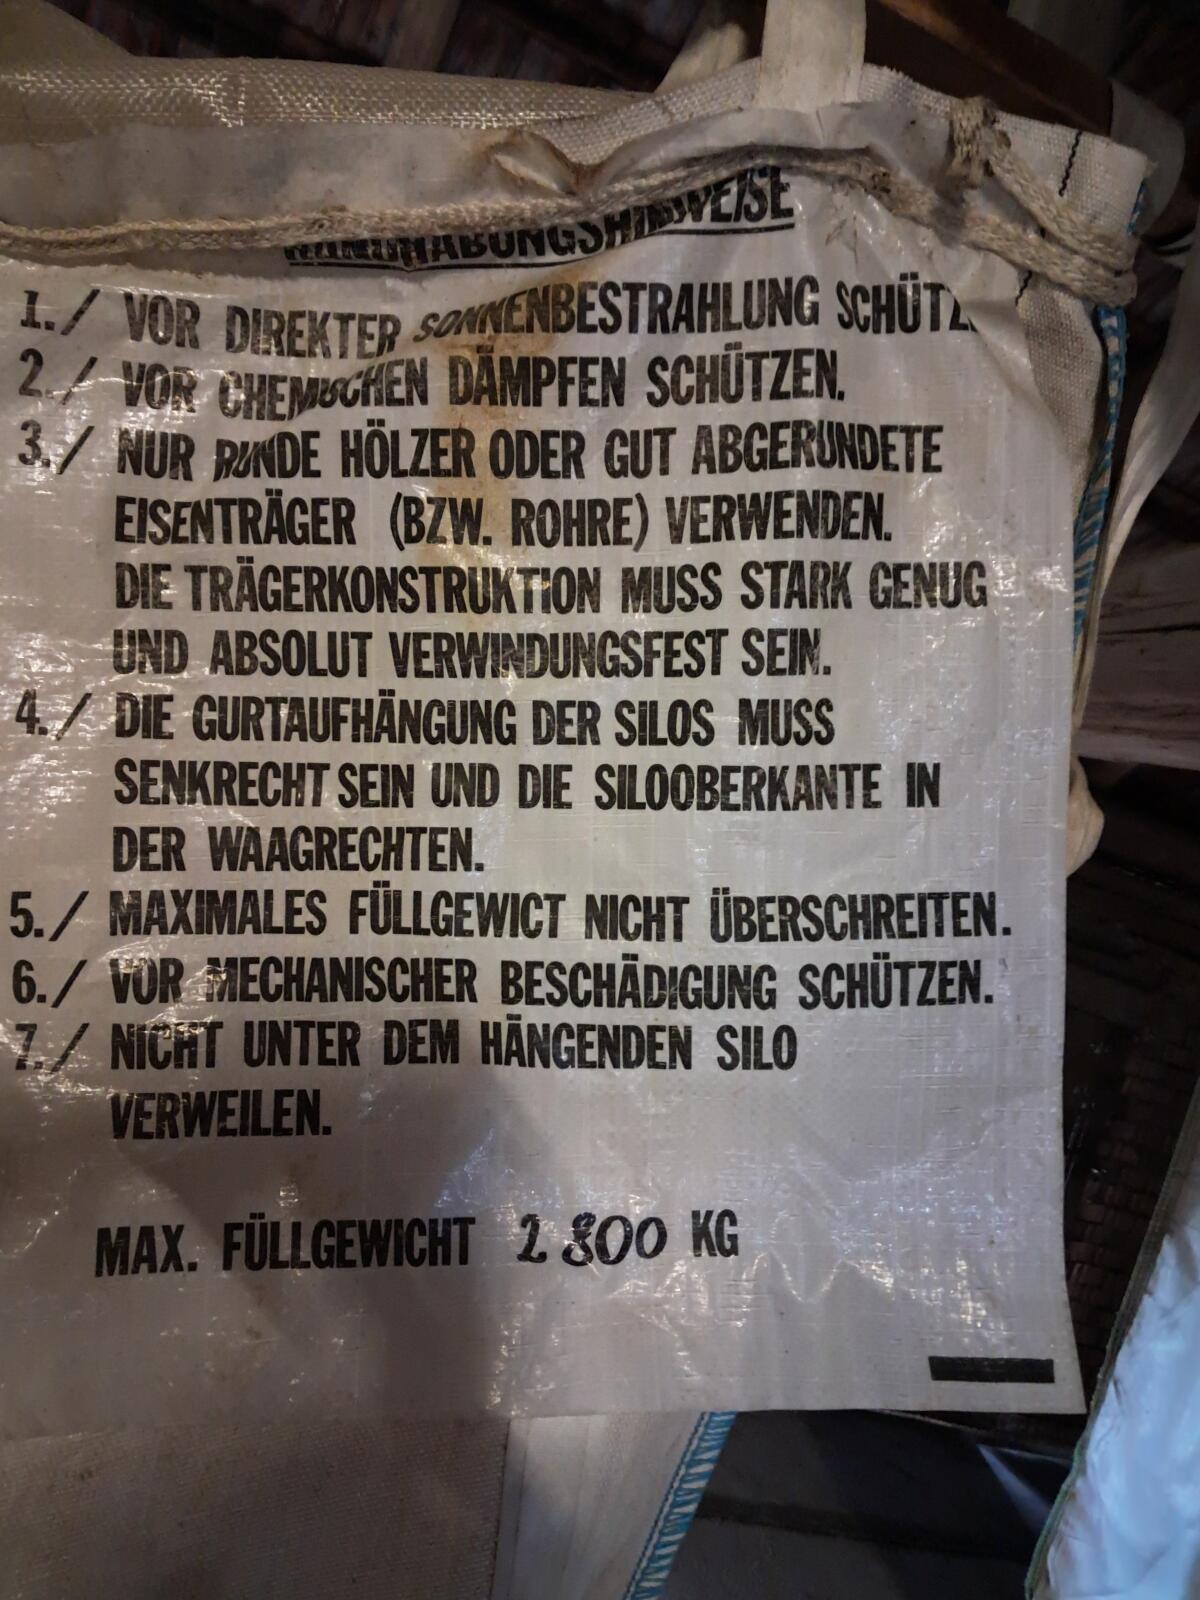 HANDHABUNGSHINWEISE
1./ VOR DIREKTER SONNENBESTRAHLUNG SCHÜTZ
2./ VOR CHEMISCHEN DÄMPFEN SCHÜTZEN.
3./ NUR RUNDE HÖLZER ODER GUT ABGERUNDETE
EISENTRÄGER (BZW. ROHRE) VERWENDEN.
DIE TRÄGERKONSTRUKTION MUSS STARK GENUG
UND ABSOLUT VERWINDUNGSFEST SEIN.
4./ DIE GURTAUFHÄNGUNG DER SILOS MUSS
SENKRECHT SEIN UND DIE SILOOBERKANTE IN
DER WAAGRECHTEN.
5./ MAXIMALES FÜLLGEWICT NICHT ÜBERSCHREITEN.
6./ VOR MECHANISCHER BESCHÄDIGUNG SCHÜTZEN.
7./ NICHT UNTER DEM HÄNGENDEN SILO
VERWEILEN.
MAX. FÜLLGEWICHT 2800 KG